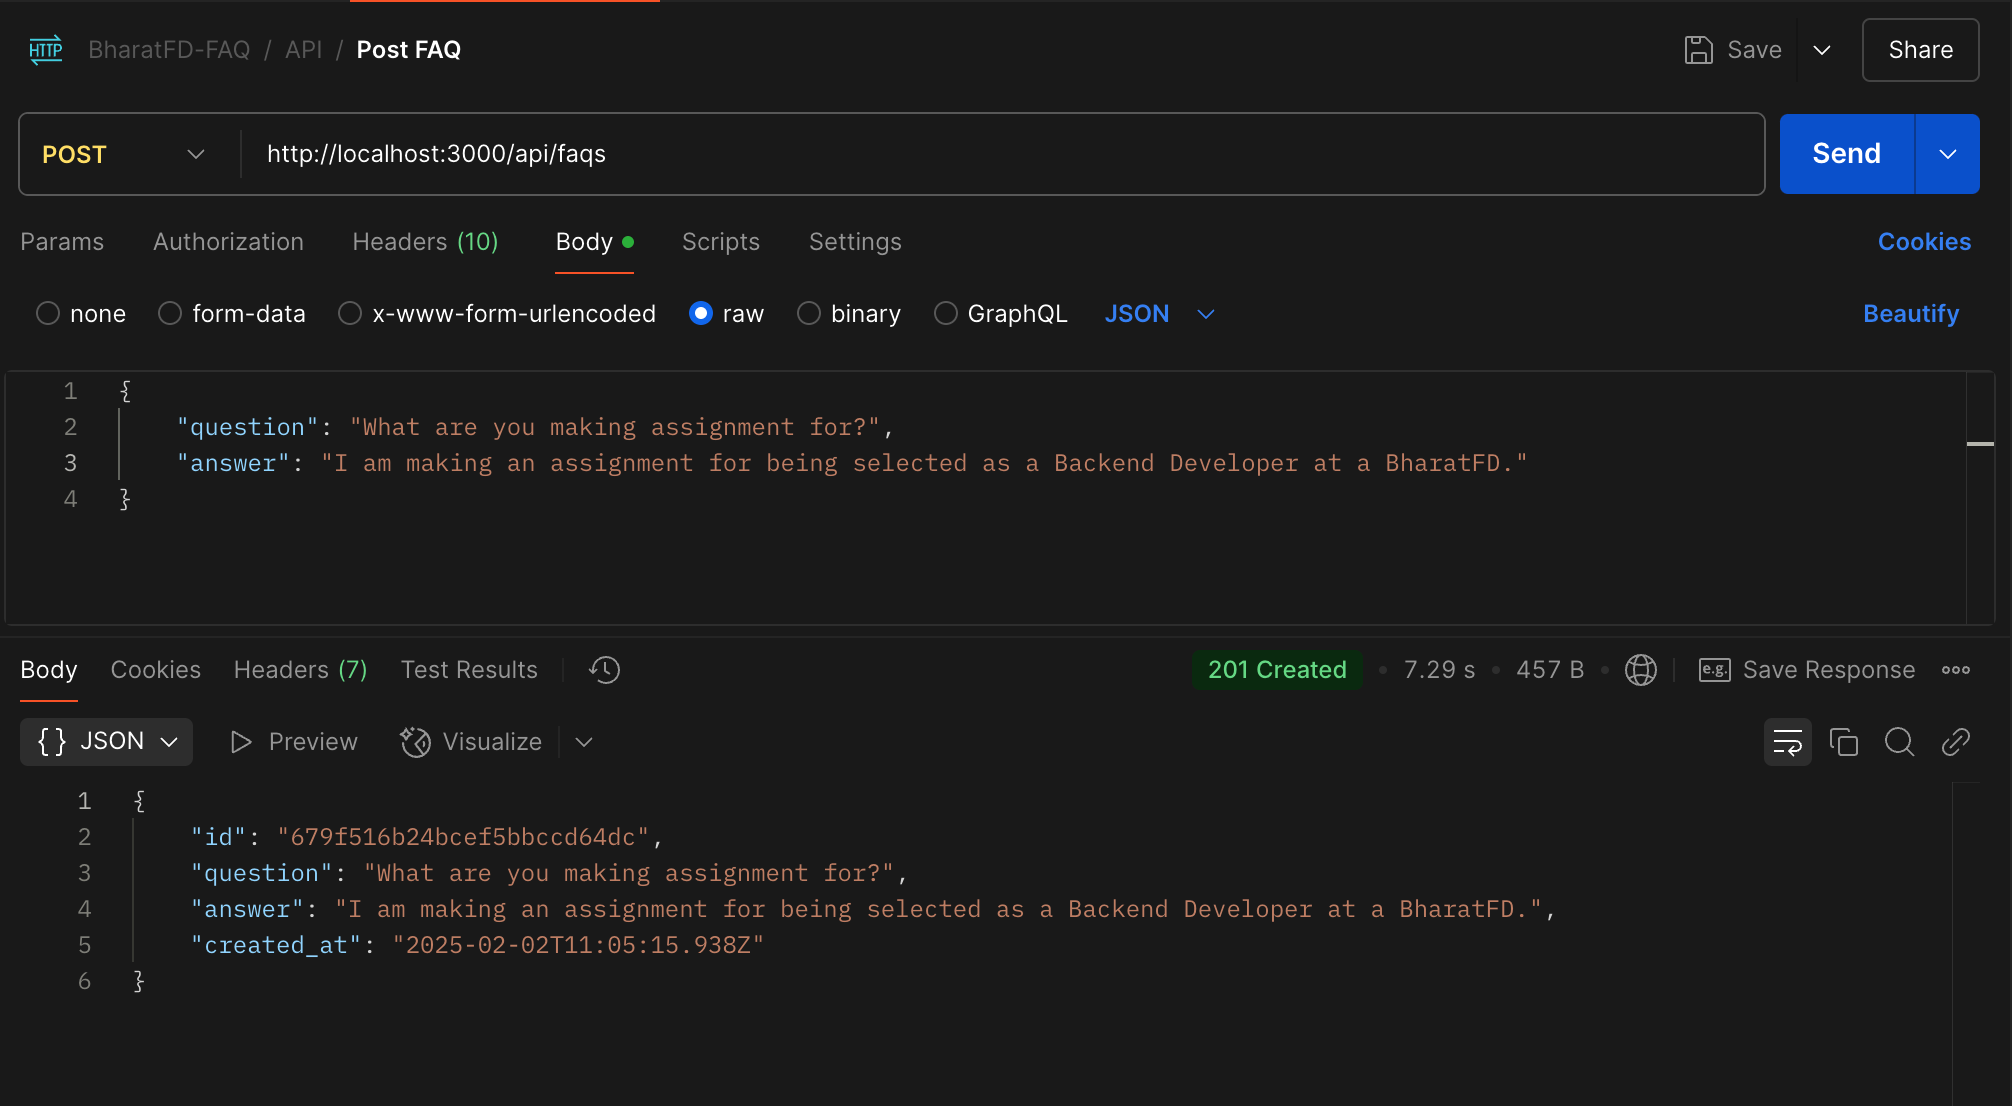 HTTP BharatFD-FAQ / API / Post FAQ Save Share
POST http://localhost:3000/api/faqs Send
Params Authorization Headers (10) Body Scripts Settings Cookies
none form-data x-www-form-urlencoded raw binary GraphQL JSON Beautify
1 {
2 "question": "What are you making assignment for?",
3 "answer": "I am making an assignment for being selected as a Backend Developer at a BharatFD."
4 }
Body Cookies Headers (7) Test Results 201 Created • 7.29 s • 457 B • e.g. Save Response
{} JSON Preview Visualize
1 {
2 "id": "679f516b24bcef5bbccd64dc",
3 "question": "What are you making assignment for?",
4 "answer": "I am making an assignment for being selected as a Backend Developer at a BharatFD.",
5 "created_at": "2025-02-02T11:05:15.938Z"
6 }